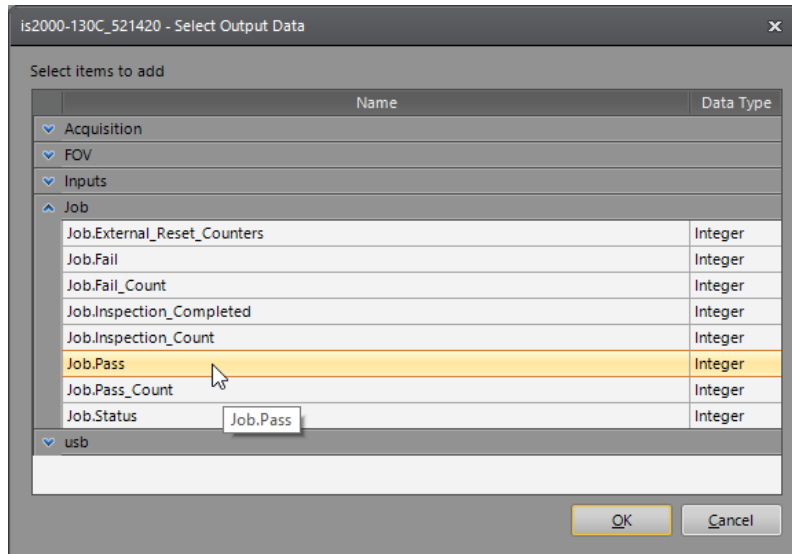 is2000-130C_521420 - Select Output Data
Select items to add
Name Data Type
Acquisition
FOV
Inputs
Job
Job.External_Reset_Counters Integer
Job.Fail Integer
Job.Fail_Count Integer
Job.Inspection_Completed Integer
Job.Inspection_Count Integer
Job.Pass Integer
Job.Pass_Count Integer
Job.Status Integer
Job.Pass
usb
OK Cancel